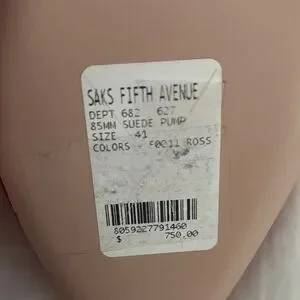 SAKS FIFTH AVENUE
DEPT 682 627
85MM SUEDE PUMP
SIZE 41
COLORS - F0011 ROSS
8059227791460
$ 750.00